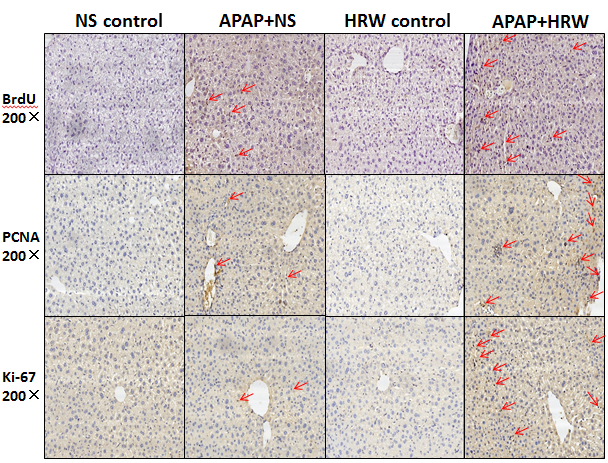 NS control APAP+NS HRW control APAP+HRW
BrdU
200×
PCNA
200×
Ki-67
200×